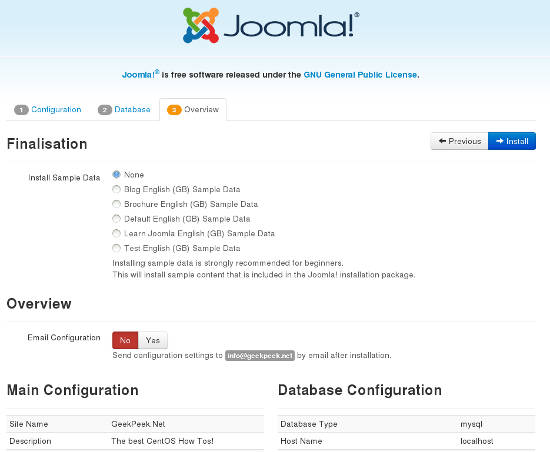 Joomla!®
Joomla!® is free software released under the GNU General Public License.
1 Configuration
2 Database
3 Overview
Finalisation
Previous
Install
Install Sample Data
None
Blog English (GB) Sample Data
Brochure English (GB) Sample Data
Default English (GB) Sample Data
Learn Joomla English (GB) Sample Data
Test English (GB) Sample Data
Installing sample data is strongly recommended for beginners.
This will install sample content that is included in the Joomla! installation package.
Overview
Email Configuration
No
Yes
Send configuration settings to info@geekpeek.net by email after installation.
Main Configuration
Site Name GeekPeek.Net
Description The best CentOS How Tos!
Database Configuration
Database Type mysql
Host Name localhost